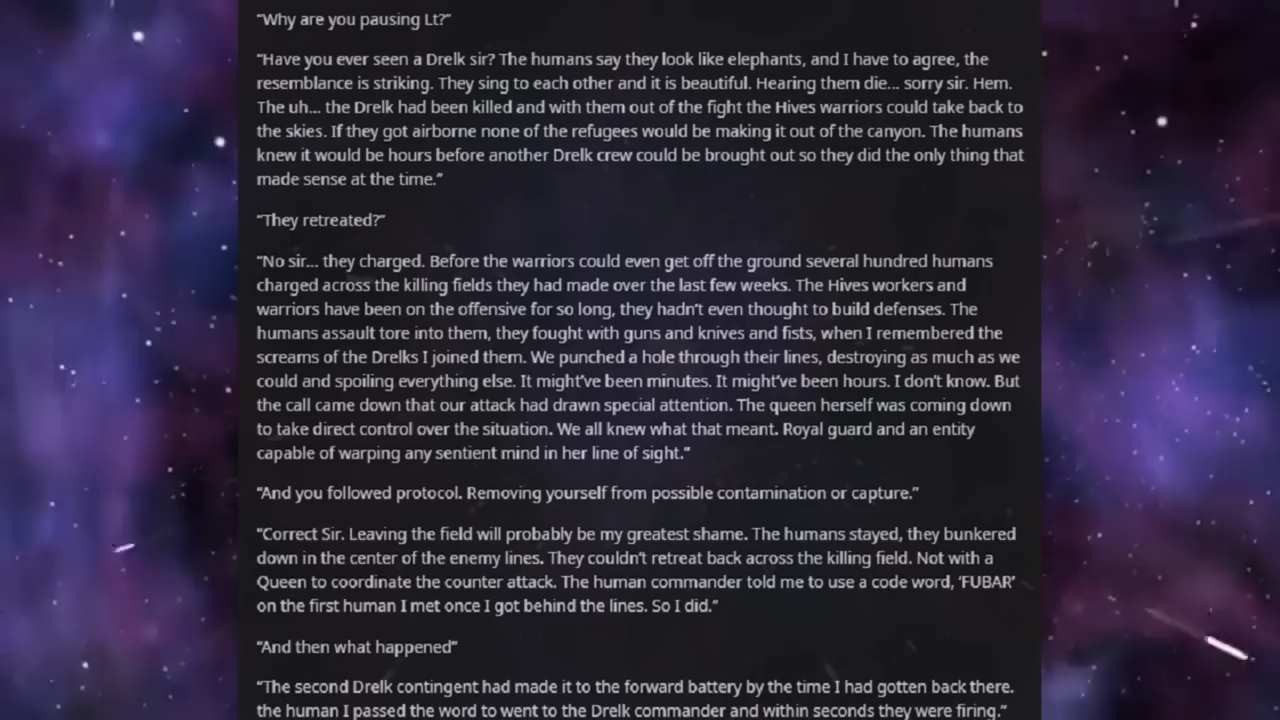 “Why are you pausing Lt?”
“Have you ever seen a Drelk sir? The humans say they look like elephants, and I have to agree, the
resemblance is striking. They sing to each other and it is beautiful. Hearing them die... sorry sir. Hem.
The uh... the Drelk had been killed and with them out of the fight the Hives warriors could take back to
the skies. If they got airborne none of the refugees would be making it out of the canyon. The humans
knew it would be hours before another Drelk crew could be brought out so they did the only thing that
made sense at the time.”
“They retreated?”
“No sir... they charged. Before the warriors could even get off the ground several hundred humans
charged across the killing fields they had made over the last few weeks. The Hives workers and
warriors have been on the offensive for so long, they hadn’t even thought to build defenses. The
humans assault tore into them, they fought with guns and knives and fists, when I remembered the
screams of the Drelks I joined them. We punched a hole through their lines, destroying as much as we
could and spoiling everything else. It might’ve been minutes. It might’ve been hours. I don’t know. But
the call came down that our attack had drawn special attention. The queen herself was coming down
to take direct control over the situation. We all knew what that meant. Royal guard and an entity
capable of warping any sentient mind in her line of sight.”
“And you followed protocol. Removing yourself from possible contamination or capture.”
“Correct Sir. Leaving the field will probably be my greatest shame. The humans stayed, they bunkered
down in the center of the enemy lines. They couldn’t retreat back across the killing field. Not with a
Queen to coordinate the counter attack. The human commander told me to use a code word, ‘FUBAR’
on the first human I met once I got behind the lines. So I did.”
“And then what happened”
“The second Drelk contingent had made it to the forward battery by the time I had gotten back there.
the human I passed the word to went to the Drelk commander and within seconds they were firing.”